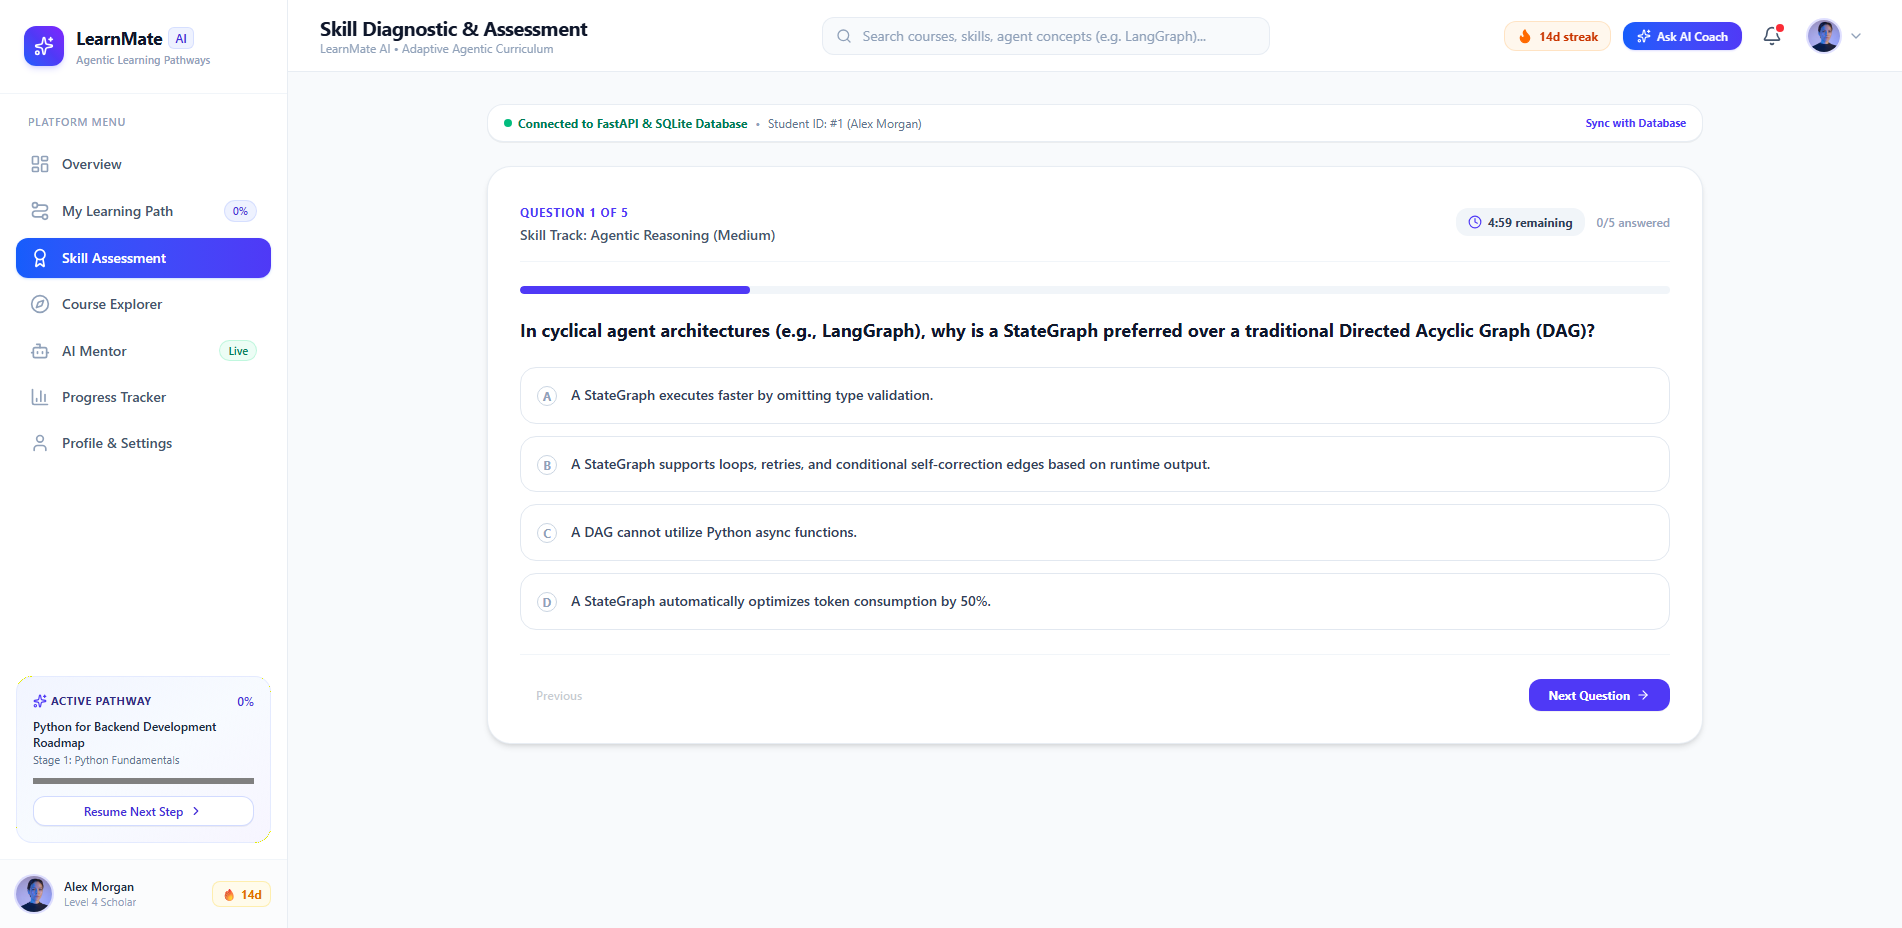 LearnMate AI
Agentic Learning Pathways
PLATFORM MENU
Overview
My Learning Path 0%
Skill Assessment
Course Explorer
AI Mentor Live
Progress Tracker
Profile & Settings
ACTIVE PATHWAY 0%
Python for Backend Development
Roadmap
Stage 1: Python Fundamentals
Resume Next Step
Alex Morgan
Level 4 Scholar
14d
Skill Diagnostic & Assessment
LearnMate AI • Adaptive Agentic Curriculum
Search courses, skills, agent concepts (e.g. LangGraph)...
14d streak
Ask AI Coach
Connected to FastAPI & SQLite Database • Student ID: #1 (Alex Morgan)
Sync with Database
QUESTION 1 OF 5
Skill Track: Agentic Reasoning (Medium)
4:59 remaining
0/5 answered
In cyclical agent architectures (e.g., LangGraph), why is a StateGraph preferred over a traditional Directed Acyclic Graph (DAG)?
A A StateGraph executes faster by omitting type validation.
B A StateGraph supports loops, retries, and conditional self-correction edges based on runtime output.
C A DAG cannot utilize Python async functions.
D A StateGraph automatically optimizes token consumption by 50%.
Previous
Next Question